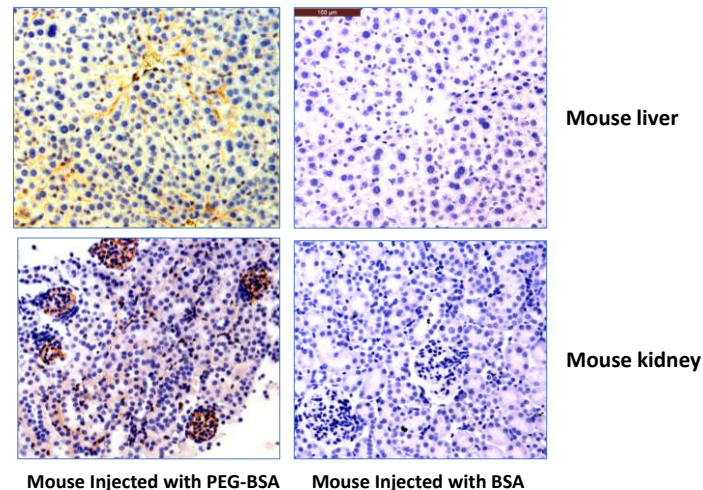 100 µm
Mouse liver
Mouse kidney
Mouse Injected with PEG-BSA
Mouse Injected with BSA